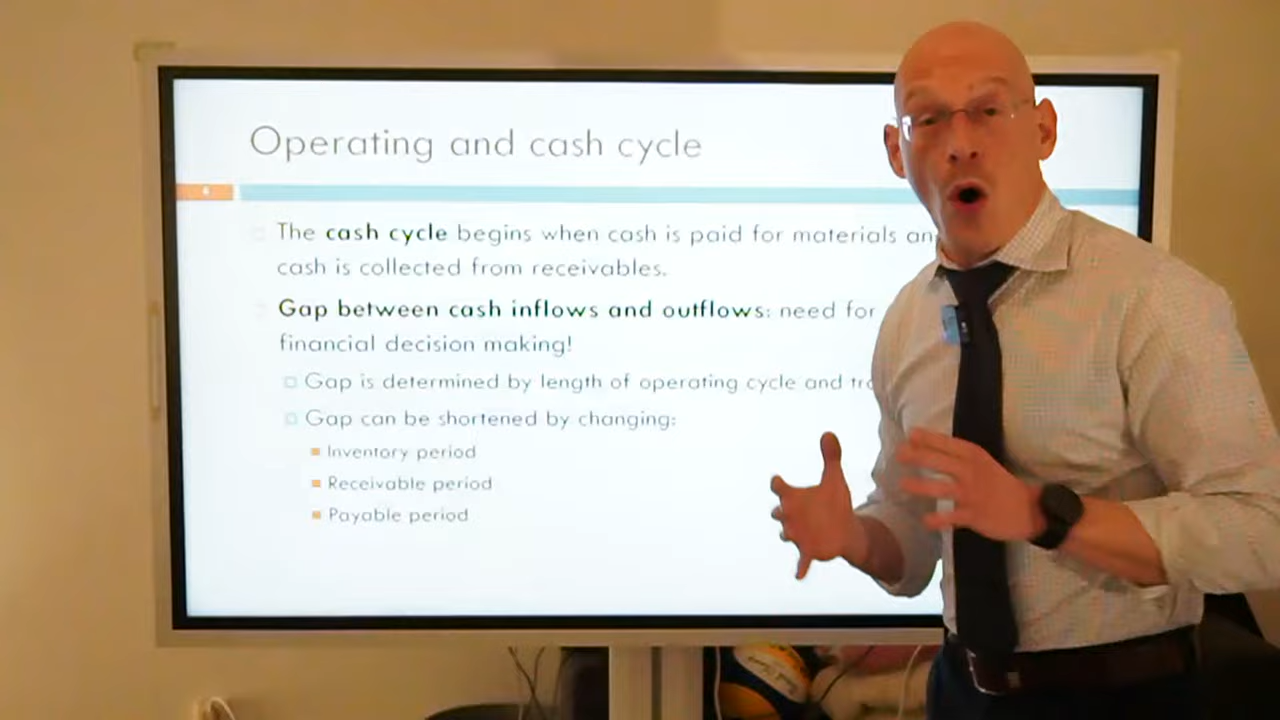 Operating and cash cycle
6
The cash cycle begins when cash is paid for materials
cash is collected from receivables.
Gap between cash inflows and outflows: need for
financial decision making!
Gap is determined by length of operating cycle and
Gap can be shortened by changing:
Inventory period
Receivable period
Payable period